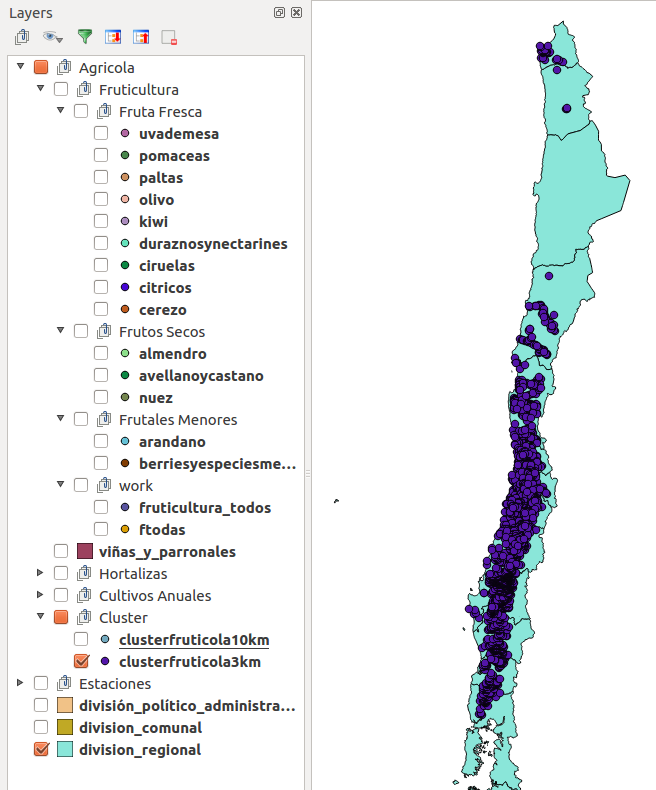 Layers
Agricola
Fruticultura
Fruta Fresca
uvademesa
pomaceas
paltas
olivo
kiwi
duraznosynectarines
ciruelas
citricos
cerezo
Frutos Secos
almendro
avellanoycastano
nuez
Frutales Menores
arandano
berriesyespeciesme...
work
fruticultura_todos
ftodas
viñas_y_parronales
Hortalizas
Cultivos Anuales
Cluster
clusterfruticola10km
clusterfruticola3km
Estaciones
división_político_administra...
division_comunal
division_regional